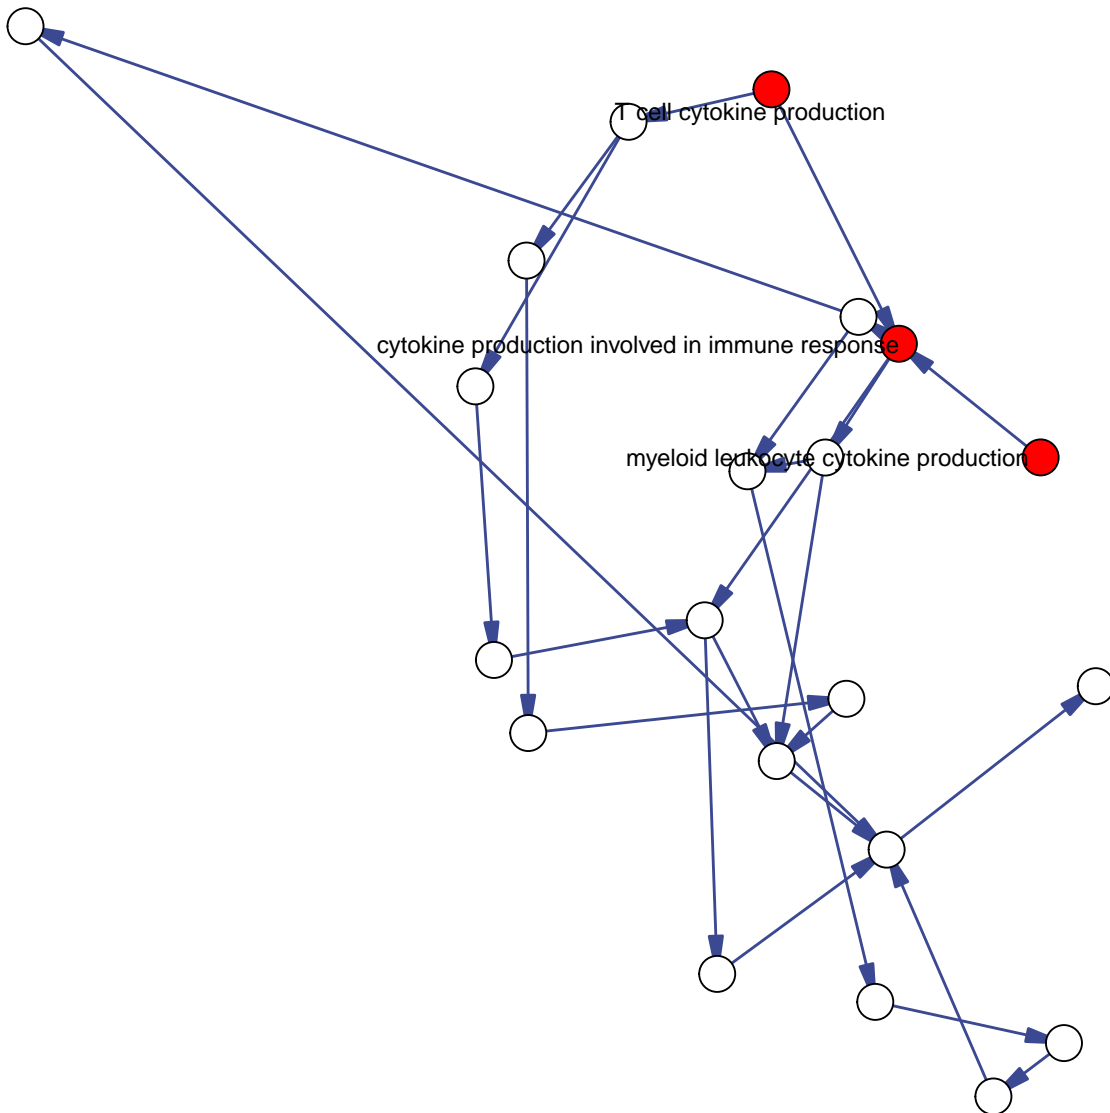 T cell cytokine production
cytokine production involved in immune response
myeloid leukocyte cytokine production